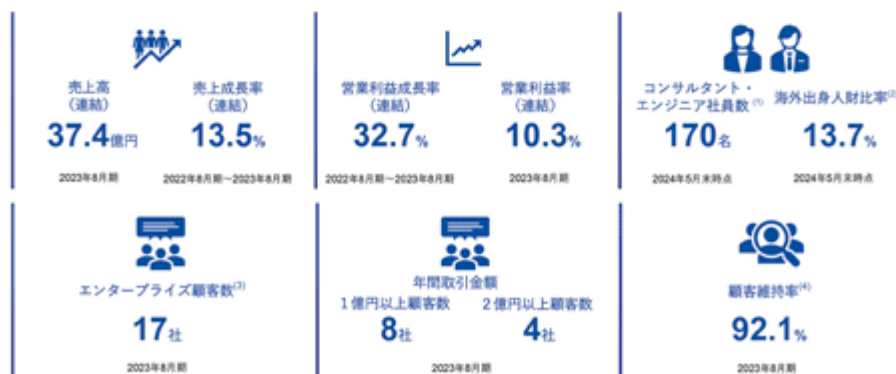 売上高
(連結)
37.4億円
2023年8月期
売上成長率
(連結)
13.5%
2022年8月期～2023年8月期
営業利益成長率
(連結)
32.7%
2022年8月期～2023年8月期
営業利益率
(連結)
10.3%
2023年8月期
コンサルタント・
エンジニア社員数(1)
170名
2024年5月末時点
海外出身人財比率(2)
13.7%
2024年5月末時点
エンタープライズ顧客数(3)
17社
2023年8月期
年間取引金額
1億円以上顧客数
8社
2億円以上顧客数
4社
2023年8月期
顧客維持率(4)
92.1%
2023年8月期